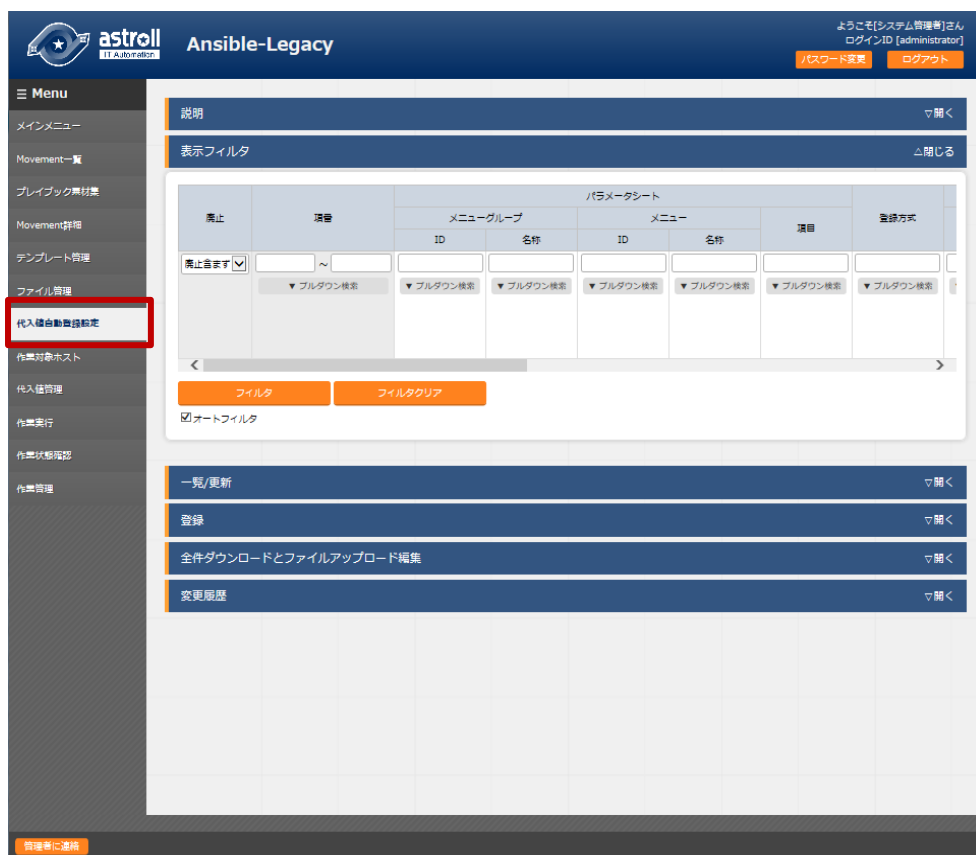 astroll
IT Automation
Ansible-Legacy
ようこそ[システム管理者]さん
ログインID [administrator]
パスワード変更 ログアウト
☰ Menu
メインメニュー
Movement一覧
プレイブック素材集
Movement詳細
テンプレート管理
ファイル管理
代入値自動登録設定
作業対象ホスト
代入値管理
作業実行
作業状態確認
作業管理
説明 ▽開く
表示フィルタ △閉じる
パラメータシート
廃止 項番 メニューグループ メニュー 項目 登録方式
ID 名称 ID 名称
廃止含まず ~
▼ プルダウン検索 ▼ プルダウン検索 ▼ プルダウン検索 ▼ プルダウン検索 ▼ プルダウン検索 ▼ プルダウン検索 ▼ プルダウン検索
フィルタ フィルタクリア
オートフィルタ
一覧/更新 ▽開く
登録 ▽開く
全件ダウンロードとファイルアップロード編集 ▽開く
変更履歴 ▽開く
管理者に連絡